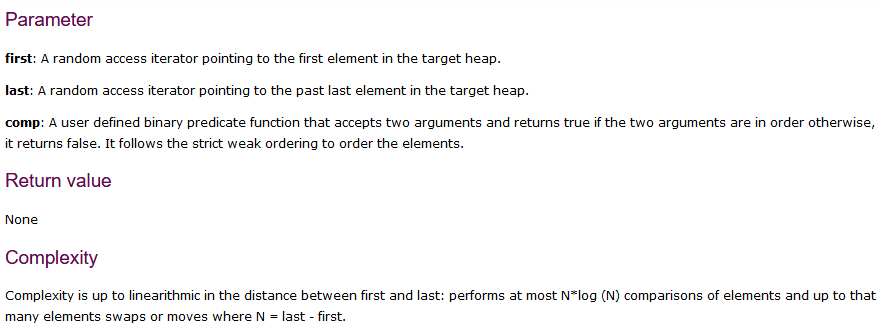 Parameter
first: A random access iterator pointing to the first element in the target heap.
last: A random access iterator pointing to the past last element in the target heap.
comp: A user defined binary predicate function that accepts two arguments and returns true if the two arguments are in order otherwise,
it returns false. It follows the strict weak ordering to order the elements.
Return value
None
Complexity
Complexity is up to linearithmic in the distance between first and last: performs at most N*log (N) comparisons of elements and up to that
many elements swaps or moves where N = last - first.